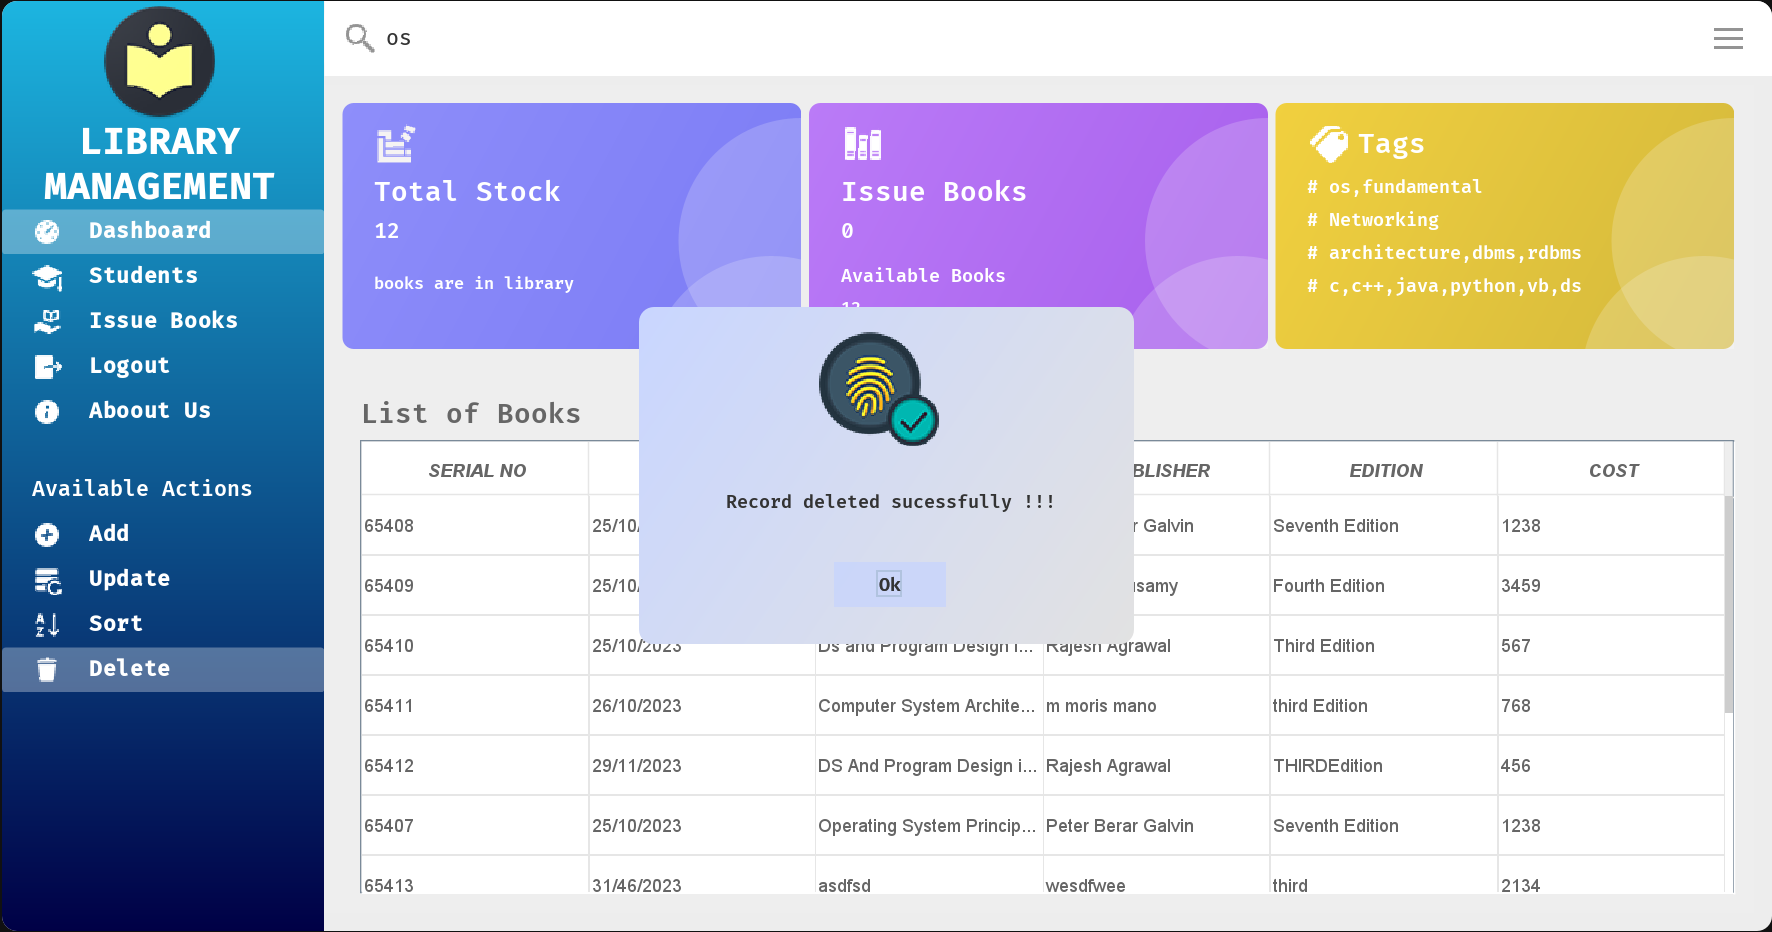 os
LIBRARY
MANAGEMENT
Dashboard
Students
Issue Books
Logout
Aboout Us
Available Actions
Add
Update
Sort
Delete
Total Stock
12
books are in library
Issue Books
0
Available Books
Tags
# os,fundamental
# Networking
# architecture,dbms,rdbms
# c,c++,java,python,vb,ds
Record deleted sucessfully !!!
Ok
List of Books
SERIAL NO BLISHER EDITION COST
65408 25/10/ r Galvin Seventh Edition 1238
65409 25/10/ samy Fourth Edition 3459
65410 25/10/2023 Ds and Program Design i... Rajesh Agrawal Third Edition 567
65411 26/10/2023 Computer System Archite... m moris mano third Edition 768
65412 29/11/2023 DS And Program Design i... Rajesh Agrawal THIRDEdition 456
65407 25/10/2023 Operating System Princip... Peter Berar Galvin Seventh Edition 1238
65413 31/46/2023 asdfsd wesdfwee third 2134